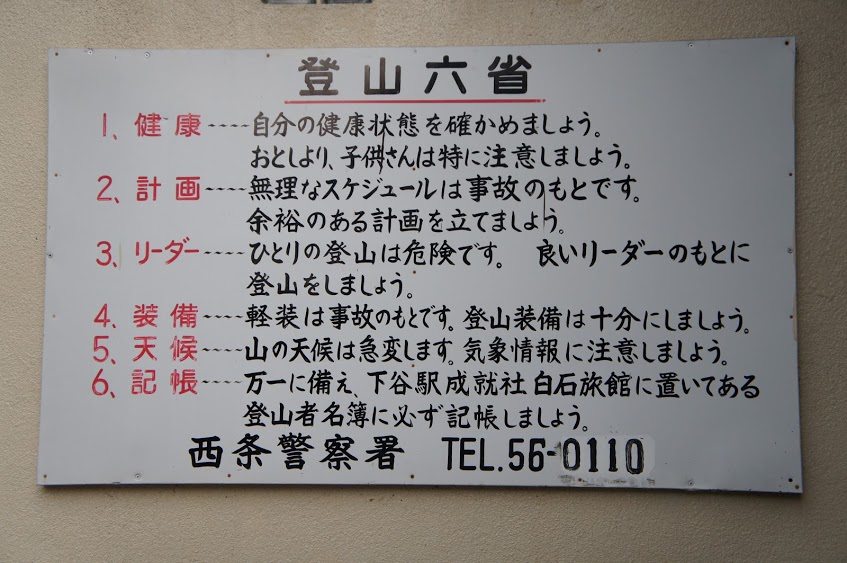 登山六省
1、健康‐‐‐‐自分の健康状態を確かめましょう。
おとしより、子供さんは特に注意しましょう。
2、計画‐‐‐‐無理なスケジュールは事故のもとです。
余裕のある計画を立てましょう。
3、リーダー‐‐‐‐ひとりの登山は危険です。 良いリーダーのもとに
登山をしましょう。
4、装備‐‐‐‐軽装は事故のもとです。登山装備は十分にしましょう。
5、天候‐‐‐‐山の天候は急変します。気象情報に注意しましょう。
6、記帳‐‐‐‐万一に備え、下谷駅成就社白石旅館に置いてある
登山者名簿に必ず記帳しましょう。
西条警察署 TEL.56-0110